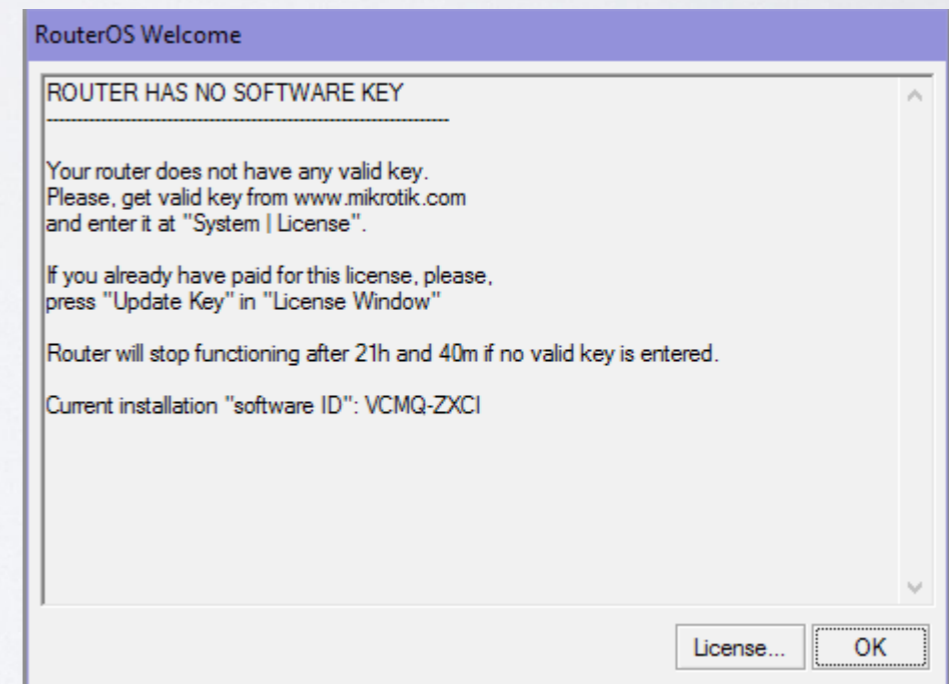 RouterOS Welcome
ROUTER HAS NO SOFTWARE KEY
--------------------------------------------------------------------
Your router does not have any valid key.
Please, get valid key from www.mikrotik.com
and enter it at "System | License".
If you already have paid for this license, please,
press "Update Key" in "License Window"
Router will stop functioning after 21h and 40m if no valid key is entered.
Current installation "software ID": VCMQ-ZXCI
License... OK